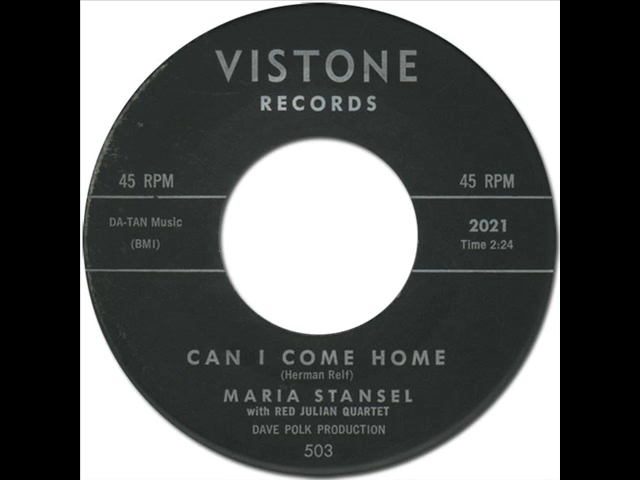 VISTONE
RECORDS
45 RPM
45 RPM
DA-TAN Music
(BMI)
2021
Time 2:24
CAN I COME HOME
(Herman Relf)
MARIA STANSEL
with RED JULIAN QUARTET
DAVE POLK PRODUCTION
503